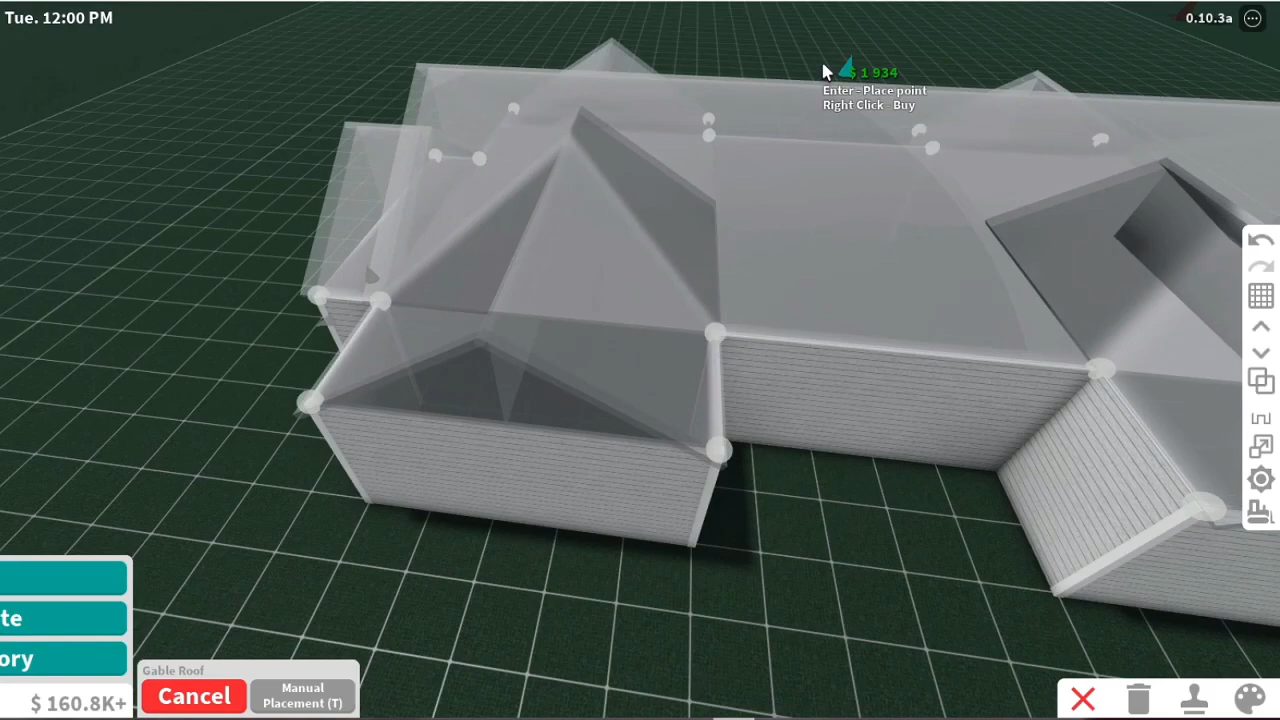 Tue. 12:00 PM
0.10.3a
$ 1 934
Enter - Place point
Right Click - Buy
te
ory
$ 160.8K+
Gable Roof
Cancel
Manual
Placement (T)